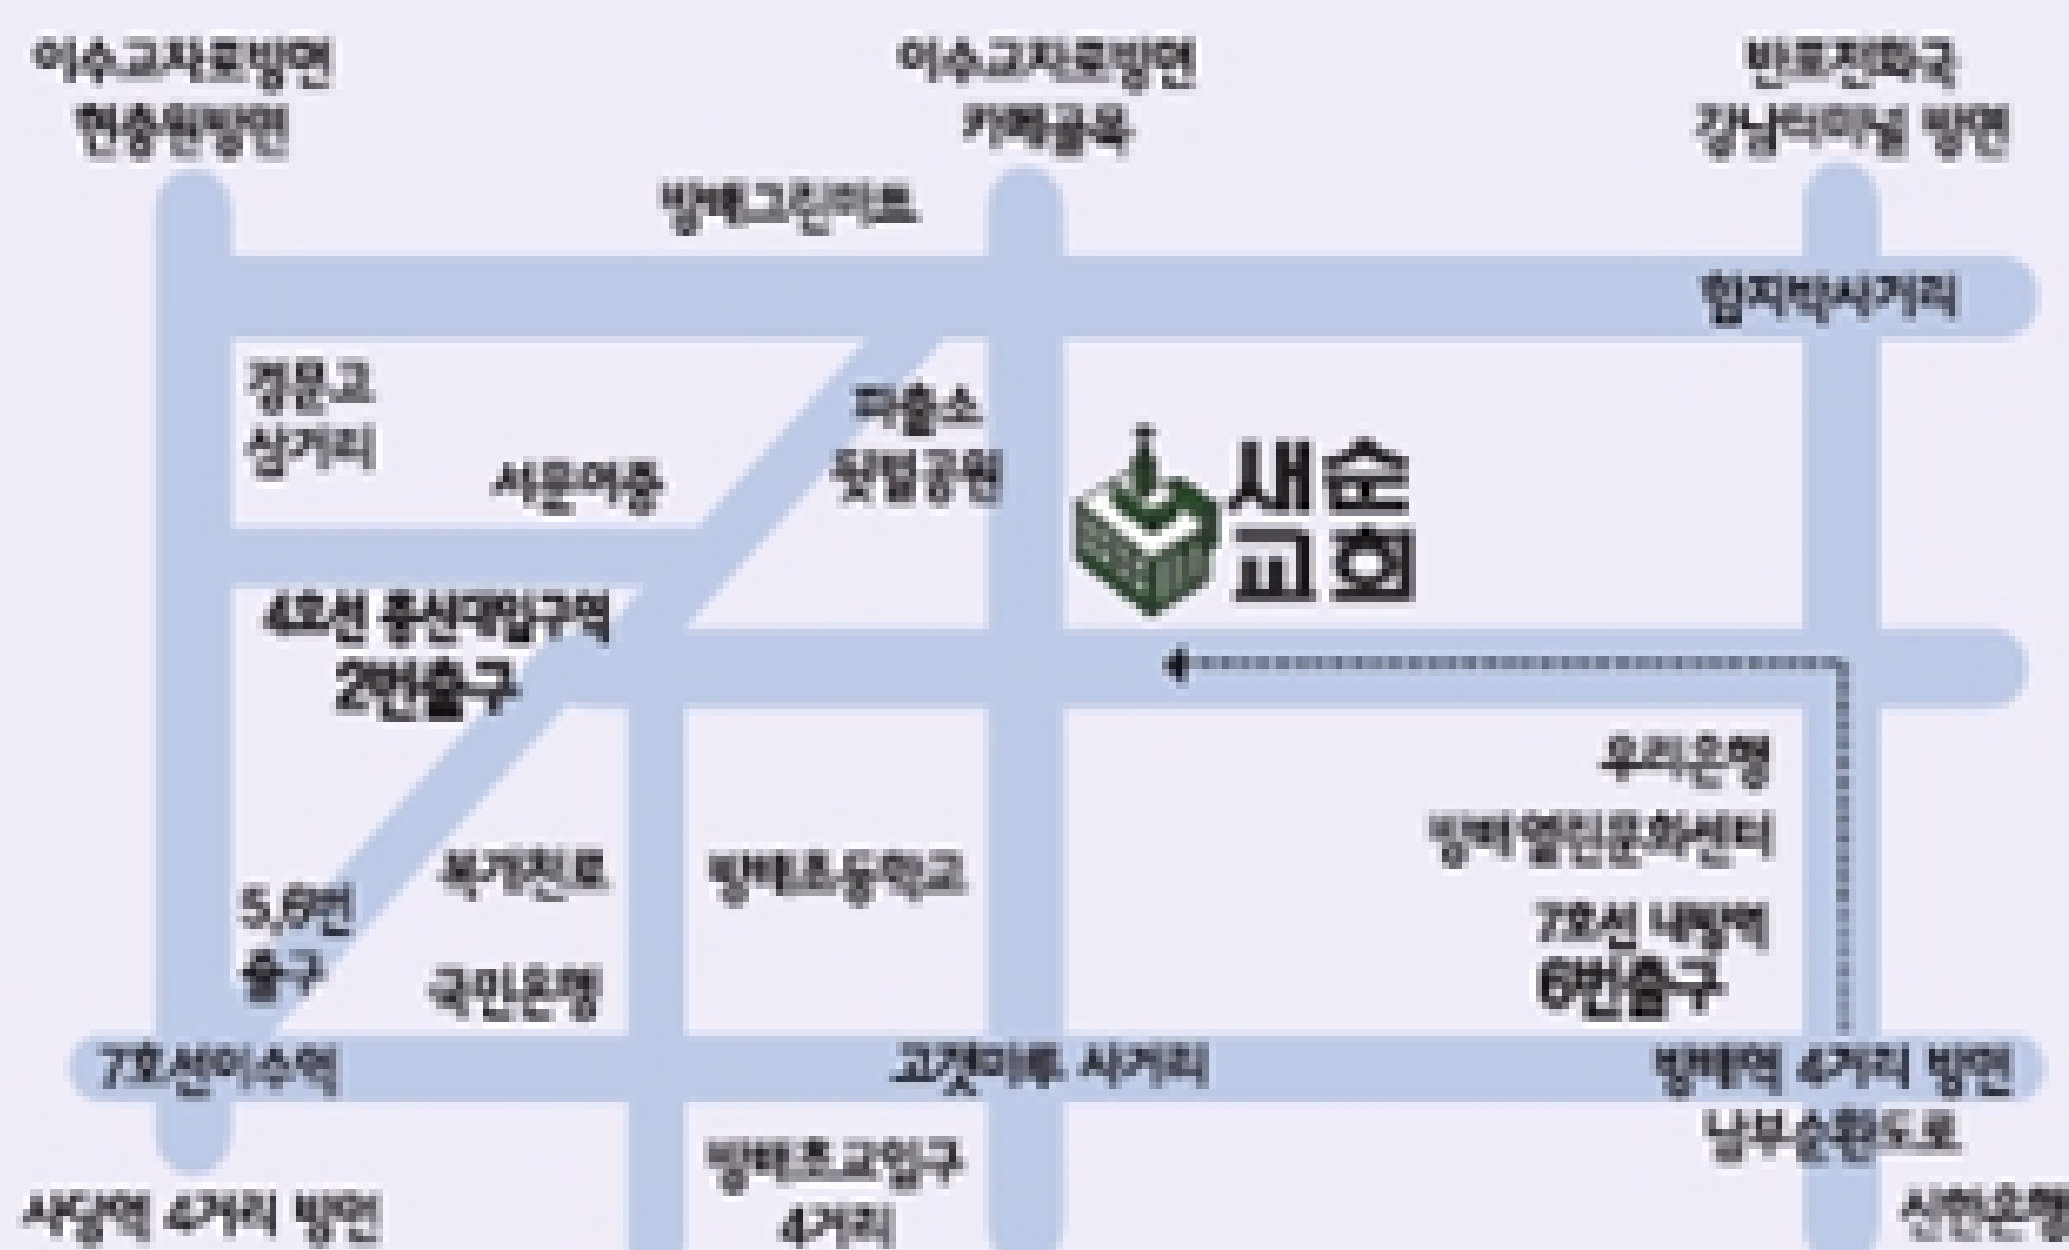 이수교차로방면
현충원방면
이수교차로방면
카페골목
반포전화국
강남터미널 방면
방배그린마트
함지박사거리
경문고
삼거리
파출소
뒷벌공원
서문여중
새순
교회
4호선 총신대입구역
2번출구
우리은행
방배열린문화센터
5,6번
출구
복개천로
방배초등학교
7호선 내방역
6번출구
국민은행
7호선이수역
고갯마루 사거리
방배역 4거리 방면
남부순환도로
방배초교입구
4거리
사당역 4거리 방면
신한은행